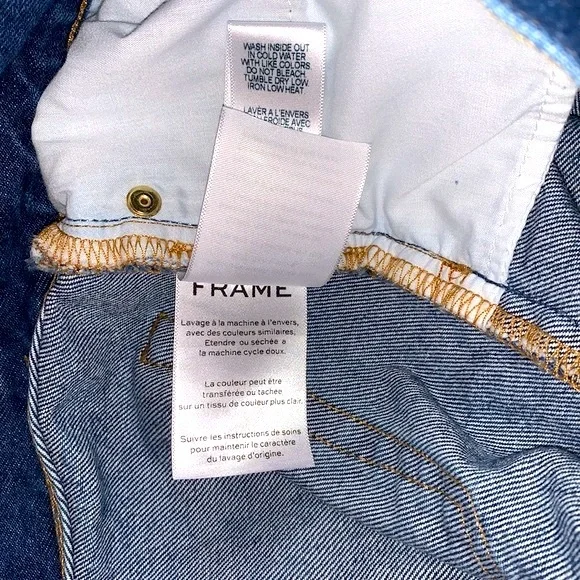 WASH INSIDE OUT
IN COLD WATER
WITH LIKE COLORS.
DO NOT BLEACH.
TUMBLE DRY LOW.
IRON LOW HEAT
LAVER A L'ENVERS
AVEC
FRAME
Lavage à la machine à l'envers,
avec des couleurs similaires,
Etendre ou séchée a
la machine cycle doux.
La couleur peut être
transférée ou tachée
sur un tissu de couleur plus clair.
Suivre les instructions de soins
pour maintenir le caractère
du lavage d'origine.